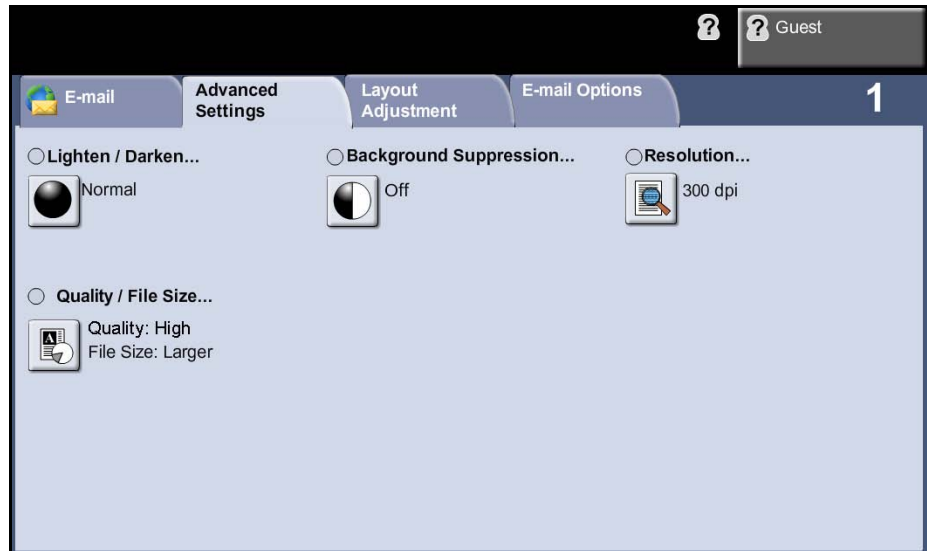 Guest
E-mail
Advanced
Settings
Layout
Adjustment
E-mail Options
1
Lighten / Darken...
Normal
Background Suppression...
Off
Resolution...
300 dpi
Quality / File Size...
Quality: High
File Size: Larger